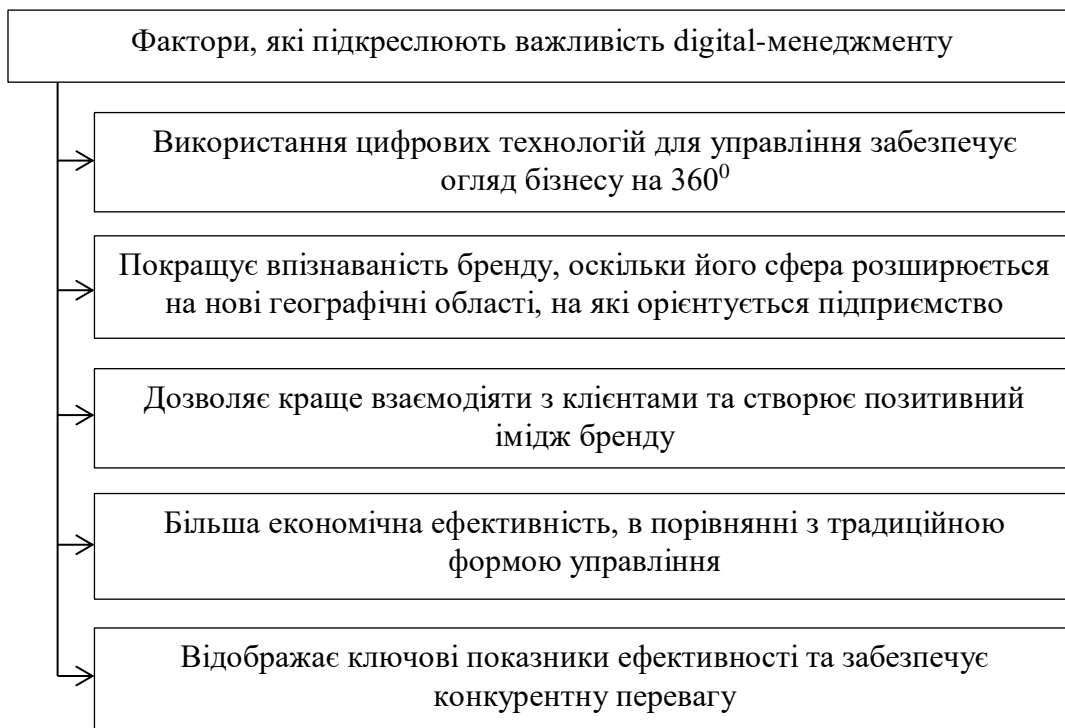 Фактори, які підкреслюють важливість digital-менеджменту
Використання цифрових технологій для управління забезпечує
огляд бізнесу на 360⁰
Покращує впізнаваність бренду, оскільки його сфера розширюється
на нові географічні області, на які орієнтується підприємство
Дозволяє краще взаємодіяти з клієнтами та створює позитивний
імідж бренду
Більша економічна ефективність, в порівнянні з традиційною
формою управління
Відображає ключові показники ефективності та забезпечує
конкурентну перевагу